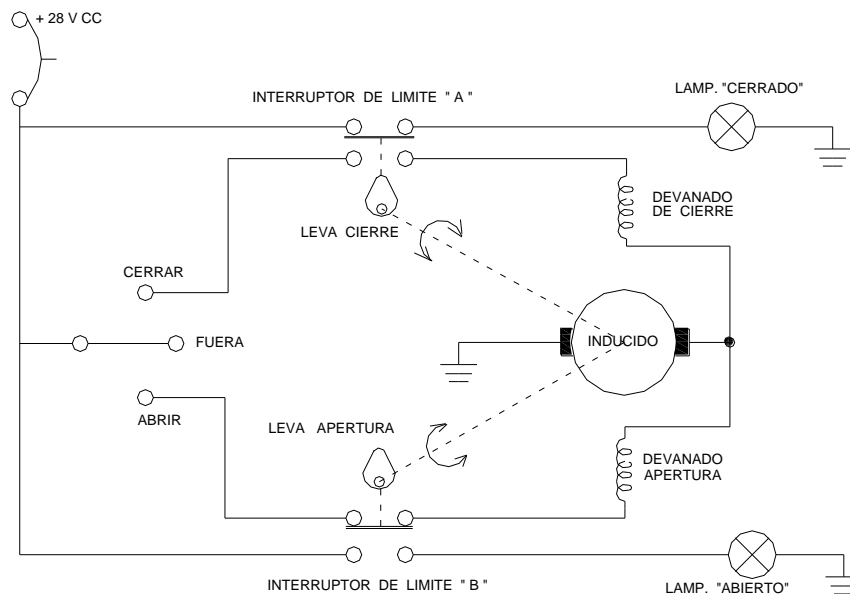 + 28 V CC
INTERRUPTOR DE LIMITE " A "
LAMP. "CERRADO"
DEVANADO
DE CIERRE
LEVA CIERRE
CERRAR
FUERA
INDUCIDO
ABRIR
LEVA APERTURA
DEVANADO
APERTURA
INTERRUPTOR DE LIMITE " B "
LAMP. "ABIERTO"